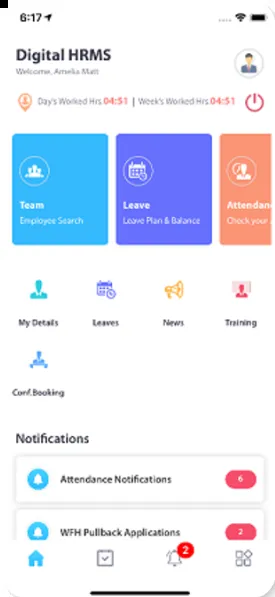 6:17
Digital HRMS
Welcome, Amelia Matt
Day's Worked Hrs 04:51 | Week's Worked Hrs 04:51
Team
Employee Search
Leave
Leave Plan & Balance
Attendan
Check your
My Details
Leaves
News
Training
Conf.Booking
Notifications
Attendance Notifications
6
WFH Pullback Applications
2
2